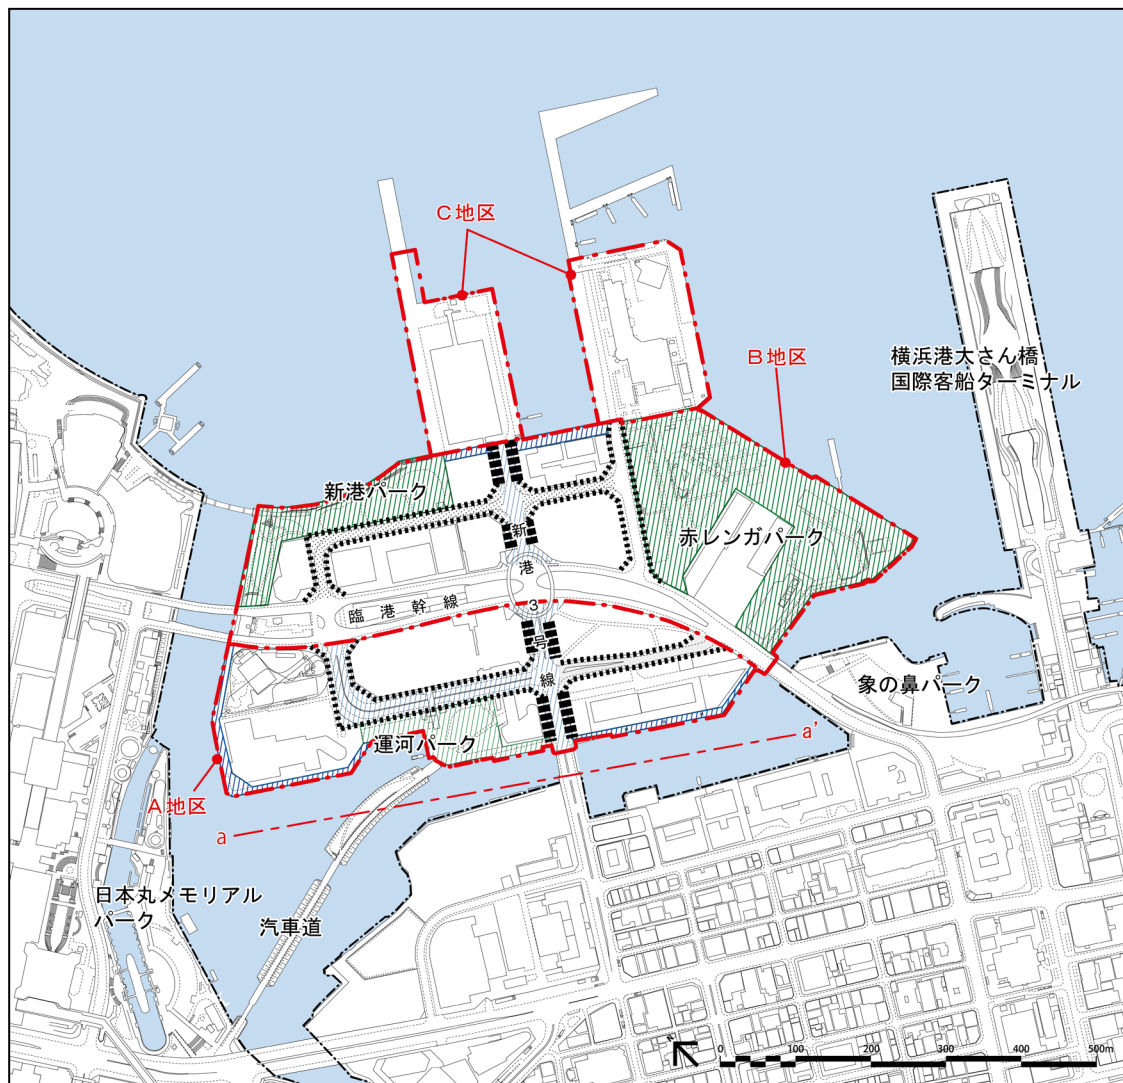 C地区
B地区
横浜港大さん橋
国際客船ターミナル
新港パーク
赤レンガパーク
新
港
3
号
線
臨港幹線
象の鼻パーク
運河パーク
a'
A地区
a
日本丸メモリアル
パーク
汽車道
N
0 100 200 300 400 500m